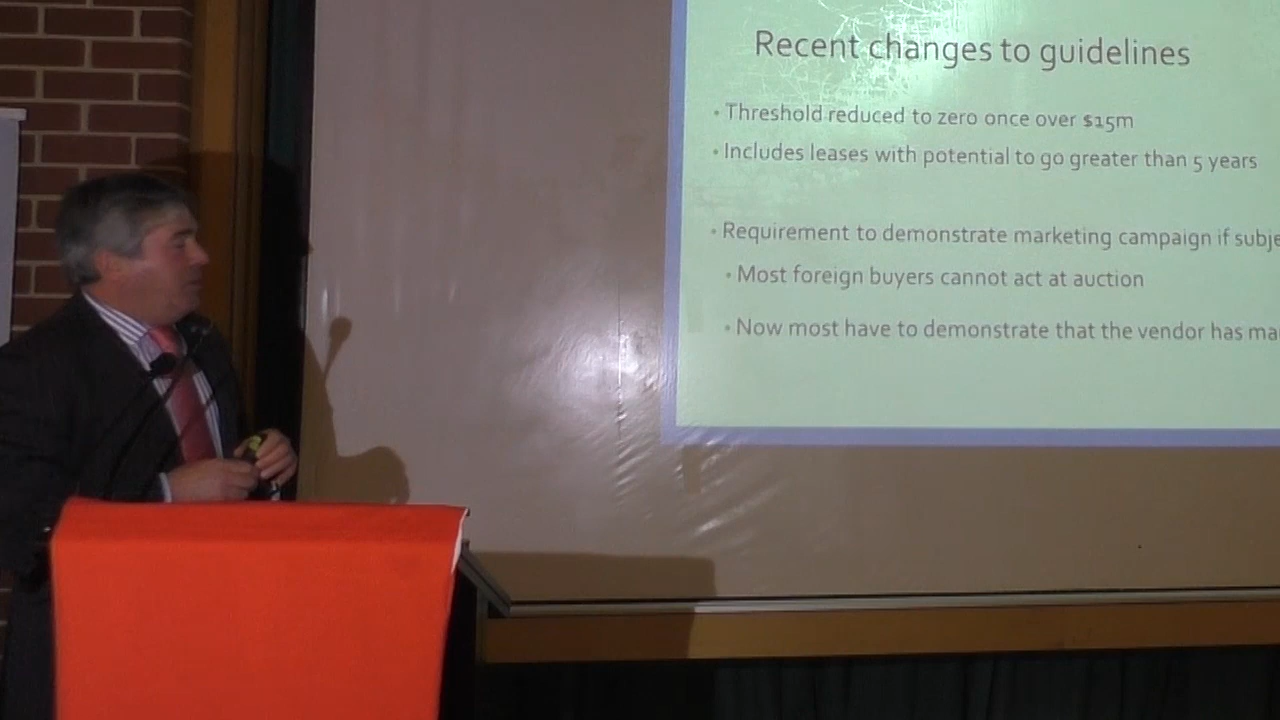 Recent changes to guidelines
• Threshold reduced to zero once over $15m
• Includes leases with potential to go greater than 5 years
• Requirement to demonstrate marketing campaign if
• Most foreign buyers cannot act at auction
• Now most have to demonstrate that the vendor has